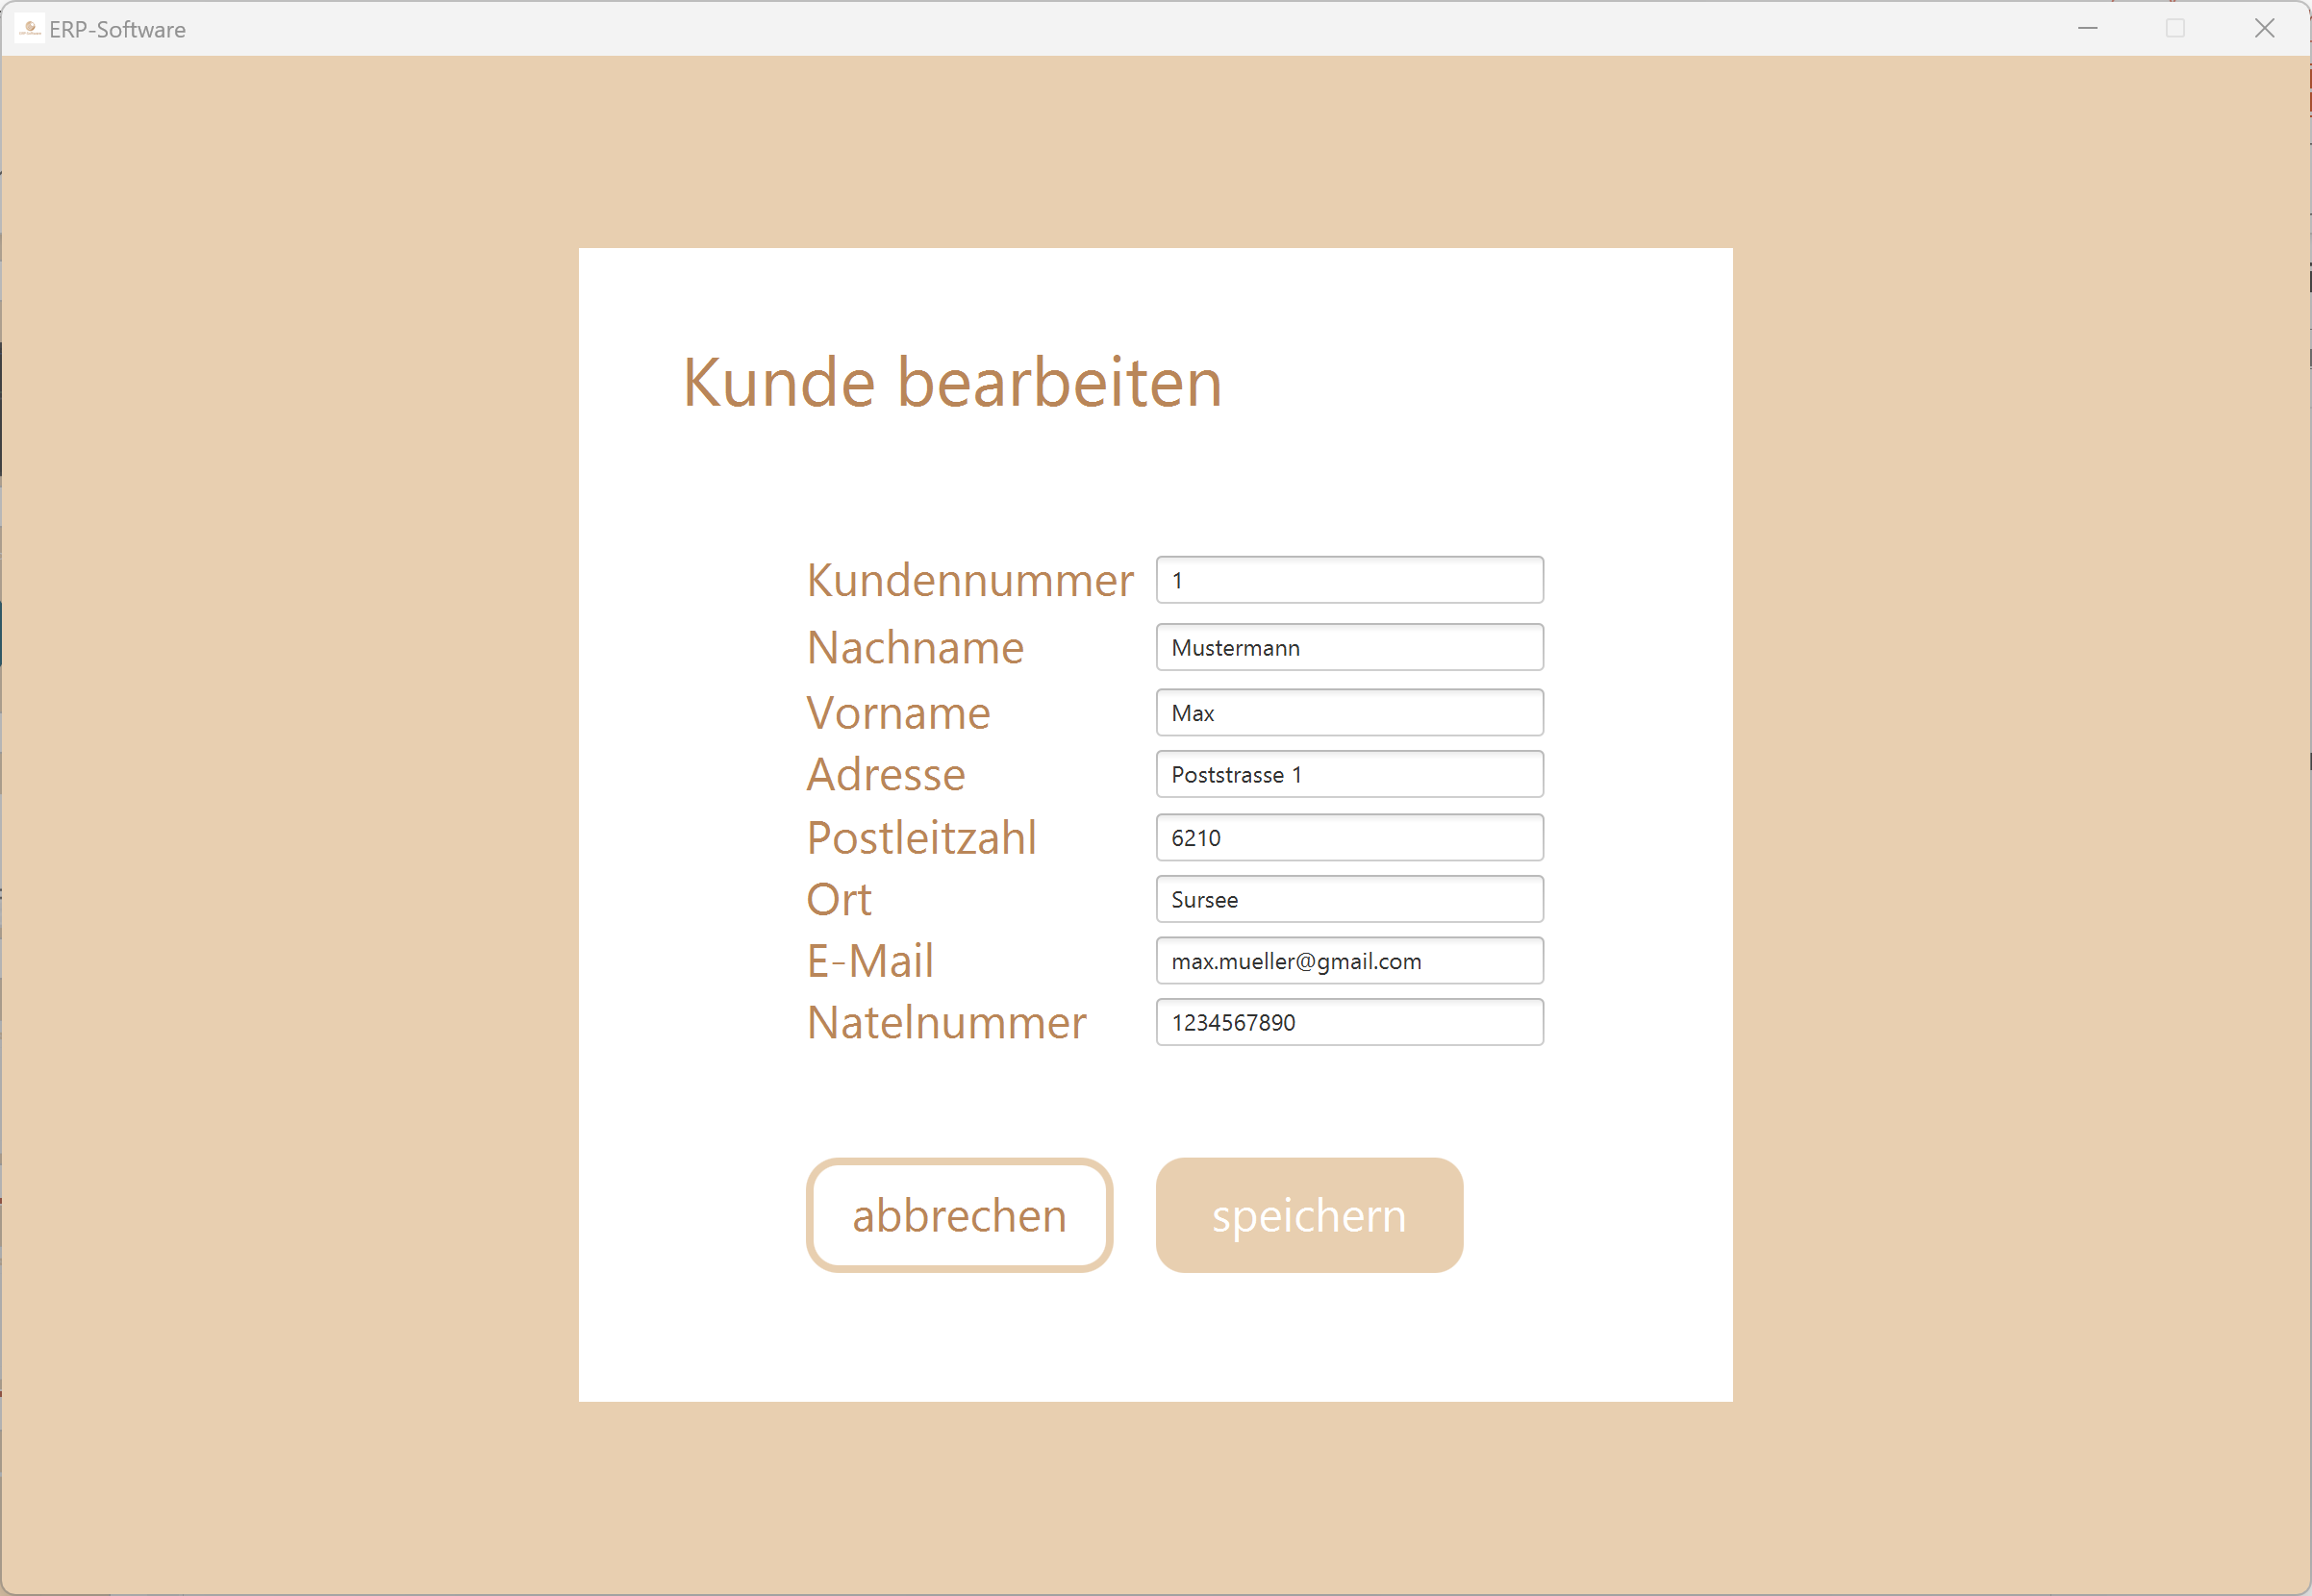 ERP-Software
Kunde bearbeiten
Kundennummer 1
Nachname Mustermann
Vorname Max
Adresse Poststrasse 1
Postleitzahl 6210
Ort Sursee
E-Mail max.mueller@gmail.com
Natelnummer 1234567890
abbrechen speichern